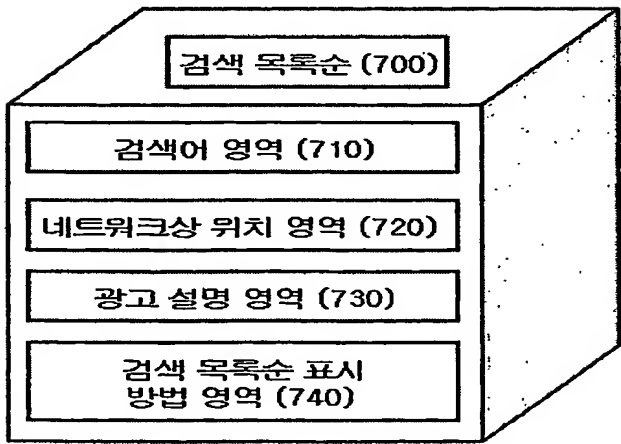 검색 목록순 (700)
검색어 영역 (710)
네트워크상 위치 영역 (720)
광고 설명 영역 (730)
검색 목록순 표시
방법 영역 (740)